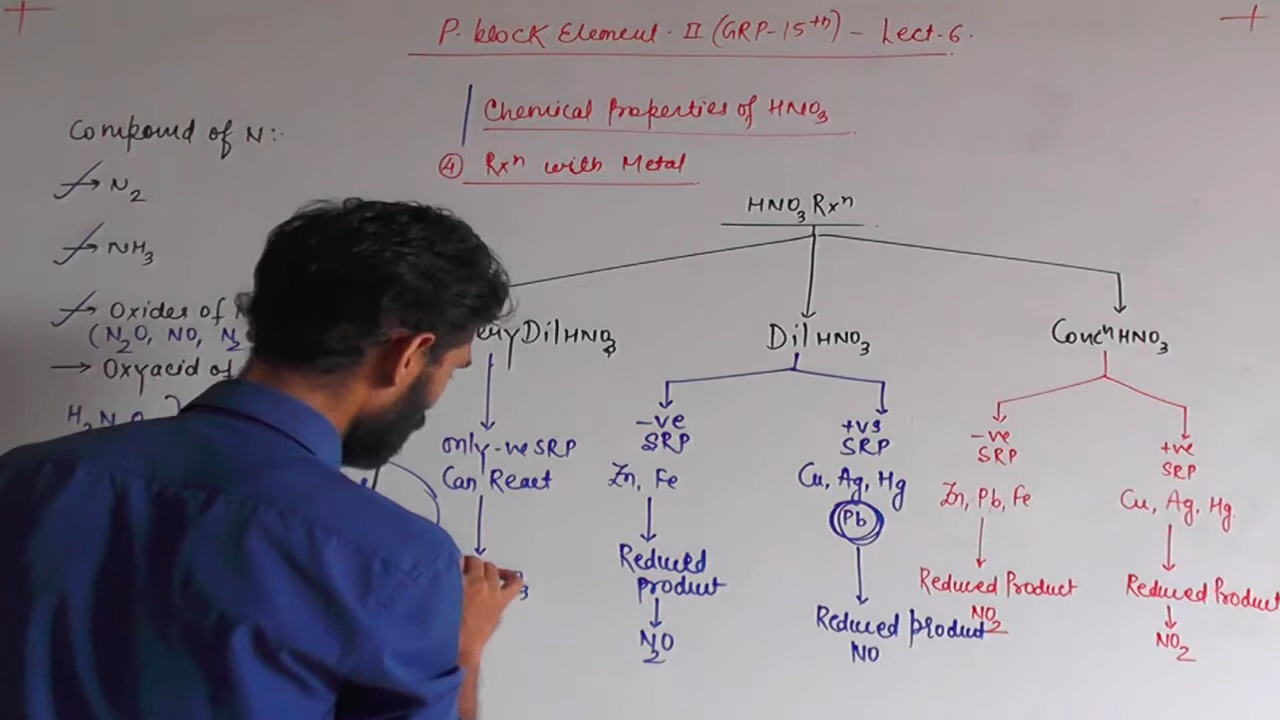 P. block Element - II (GRP-15th) - Lect-6.
Chemical Properties of HNO3
④ Rxn with Metal
Compound of N:-
→ N2
→ NH3
→ Oxides of
(N2O, NO, N2
→ Oxyacid of
HNO3 Rxn
Dil HNO3
only -ve SRP
Can React
3
Dil HNO3
-ve
SRP
Zn, Fe
Reduced
product
N2O
+ve
SRP
Cu, Ag, Hg
Pb
Reduced product
NO
Concn HNO3
-ve
SRP
Zn, Pb, Fe
Reduced Product
NO2
+ve
SRP
Cu, Ag, Hg.
Reduced Product
NO2